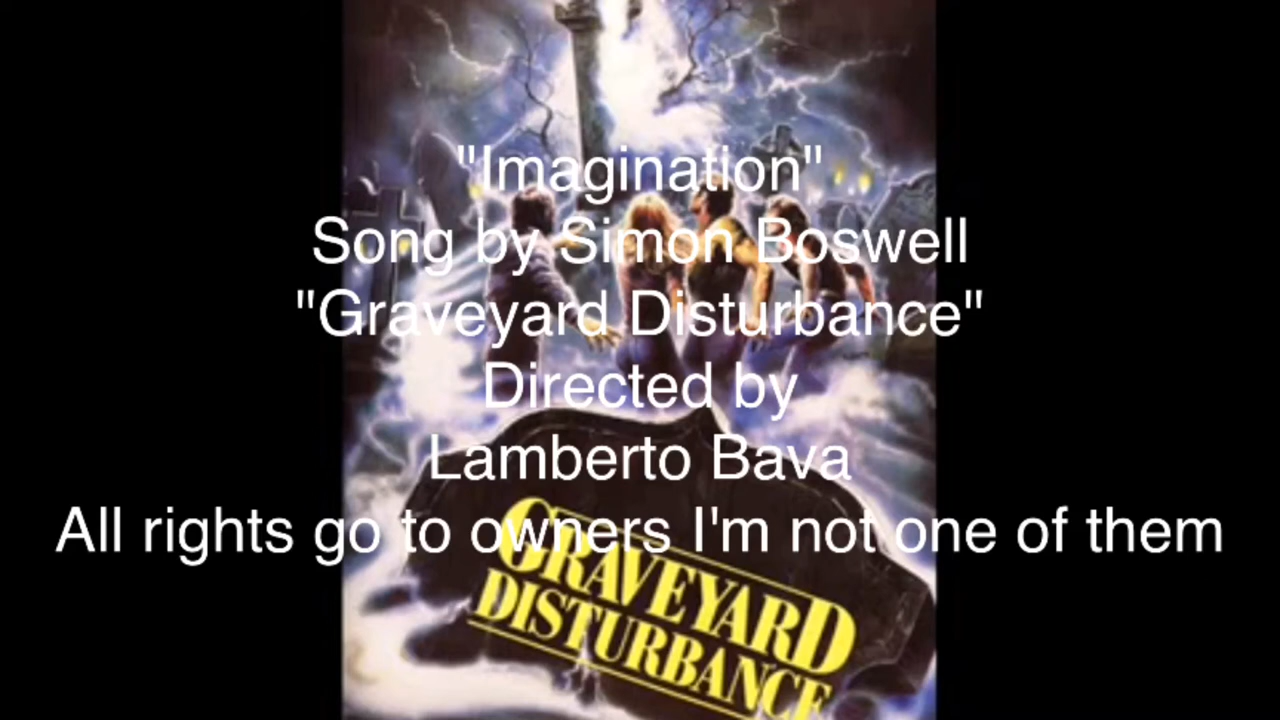 "Imagination"
Song by Simon Boswell
"Graveyard Disturbance"
Directed by
Lamberto Bava
All rights go to owners I'm not one of them
GRAVEYARD
DISTURBANCE